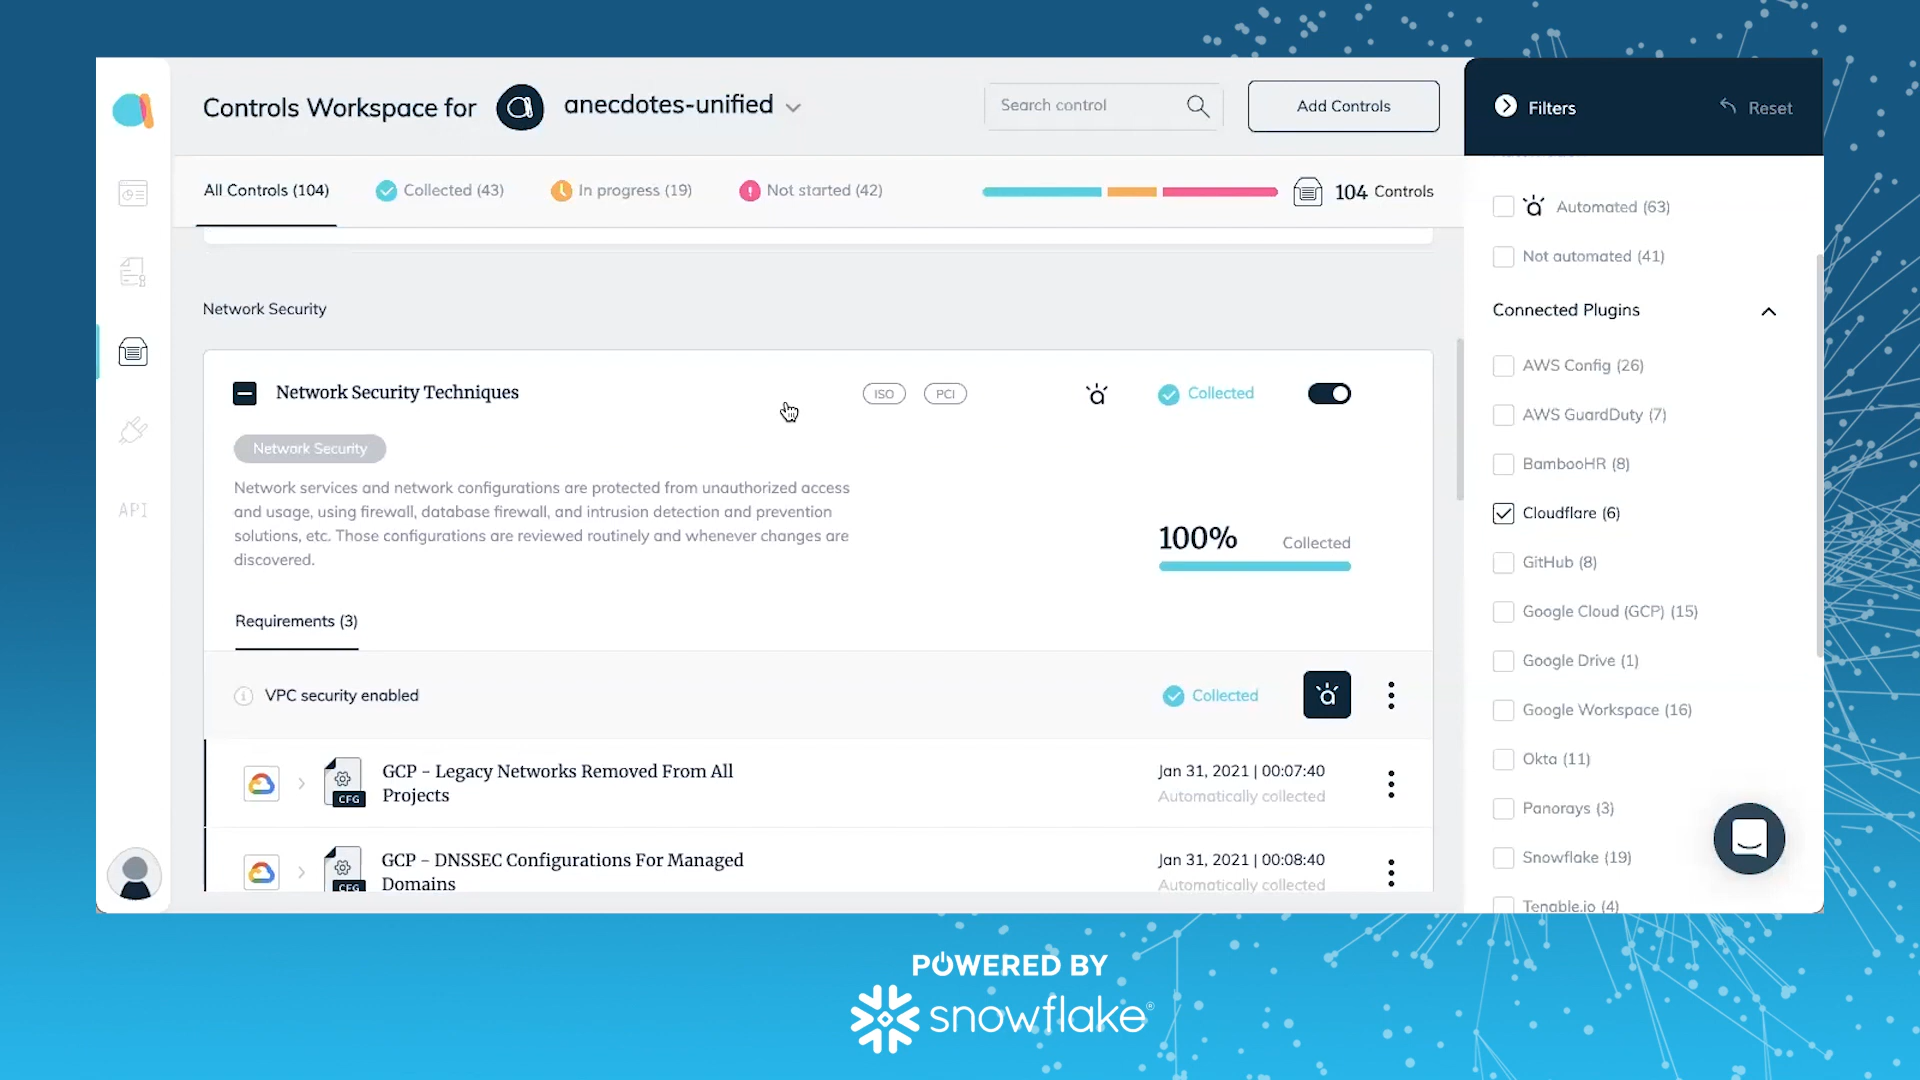 Controls Workspace for
anecdotes-unified
Search control
Add Controls
Filters
Reset
All Controls (104)
Collected (43)
In progress (19)
Not started (42)
104 Controls
Automated (63)
Not automated (41)
Connected Plugins
AWS Config (26)
AWS GuardDuty (7)
BambooHR (8)
Cloudflare (6)
GitHub (8)
Google Cloud (GCP) (15)
Google Drive (1)
Google Workspace (16)
Okta (11)
Panorays (3)
Snowflake (19)
Tenable.io (4)
API
Network Security
Network Security Techniques
ISO
PCI
Collected
Network Security
Network services and network configurations are protected from unauthorized access
and usage, using firewall, database firewall, and intrusion detection and prevention
solutions, etc. Those configurations are reviewed routinely and whenever changes are
discovered.
100%
Collected
Requirements (3)
VPC security enabled
Collected
CFG
GCP - Legacy Networks Removed From All
Projects
Jan 31, 2021 | 00:07:40
Automatically collected
CFG
GCP - DNSSEC Configurations For Managed
Domains
Jan 31, 2021 | 00:08:40
Automatically collected
POWERED BY
snowflake®